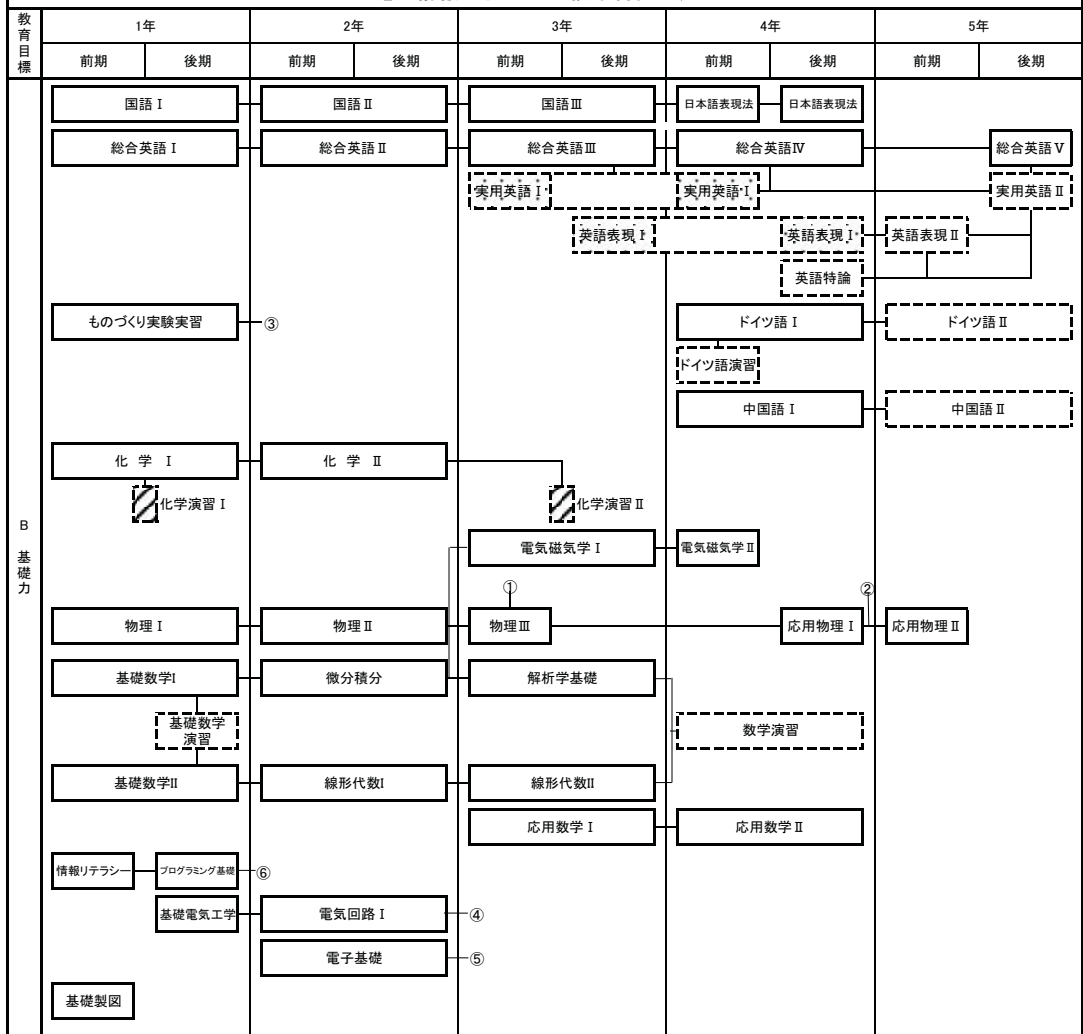 教育目標
1年 2年 3年 4年 5年
前期 後期 前期 後期 前期 後期 前期 後期 前期 後期
国語Ⅰ 国語Ⅱ 国語Ⅲ 日本語表現法 日本語表現法
総合英語Ⅰ 総合英語Ⅱ 総合英語Ⅲ 総合英語Ⅳ 総合英語Ⅴ
実用英語Ⅰ 実用英語Ⅰ 実用英語Ⅱ
英語表現Ⅰ 英語表現Ⅰ 英語表現Ⅱ
英語特論
ものづくり実験実習 ③ ドイツ語Ⅰ ドイツ語Ⅱ
ドイツ語演習
中国語Ⅰ 中国語Ⅱ
化 学 Ⅰ 化 学 Ⅱ
化学演習Ⅰ 化学演習Ⅱ
B 基礎力
電気磁気学Ⅰ 電気磁気学Ⅱ
① ②
物理Ⅰ 物理Ⅱ 物理Ⅲ 応用物理Ⅰ 応用物理Ⅱ
基礎数学I 微分積分 解析学基礎
基礎数学
演習
数学演習
基礎数学II 線形代数I 線形代数II
応用数学Ⅰ 応用数学Ⅱ
情報リテラシー プログラミング基礎 ⑥
基礎電気工学 電気回路Ⅰ ④
電子基礎 ⑤
基礎製図